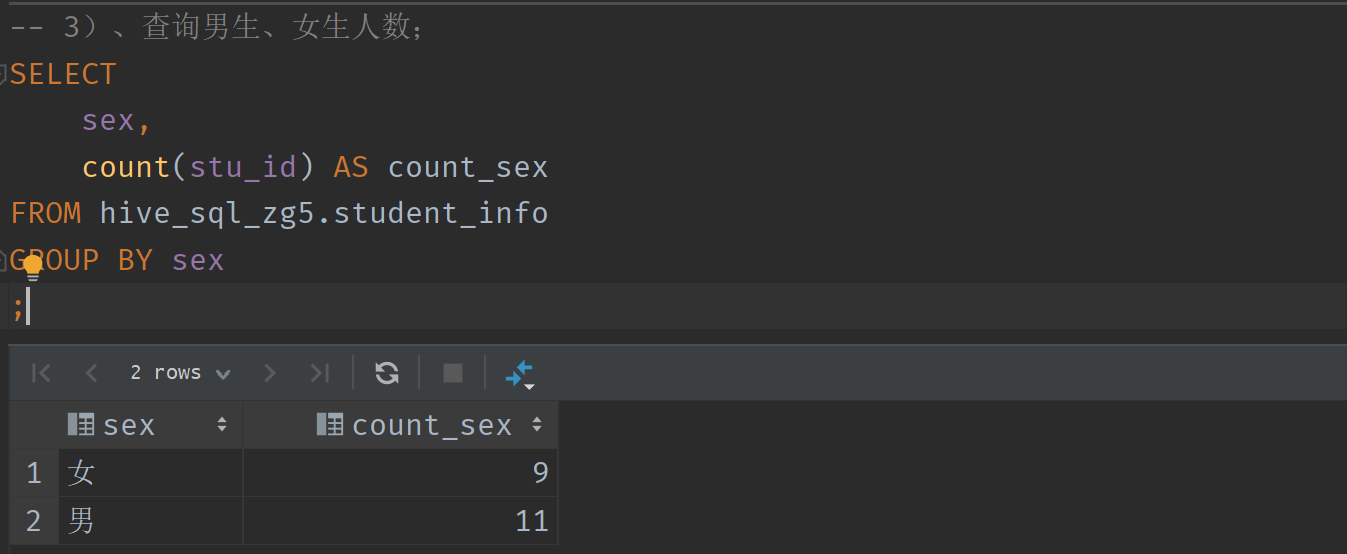 -- 3）、查询男生、女生人数;
SELECT
sex,
count(stu_id) AS count_sex
FROM hive_sql_zg5.student_info
GROUP BY sex
;
2 rows
sex count_sex
1 女 9
2 男 11